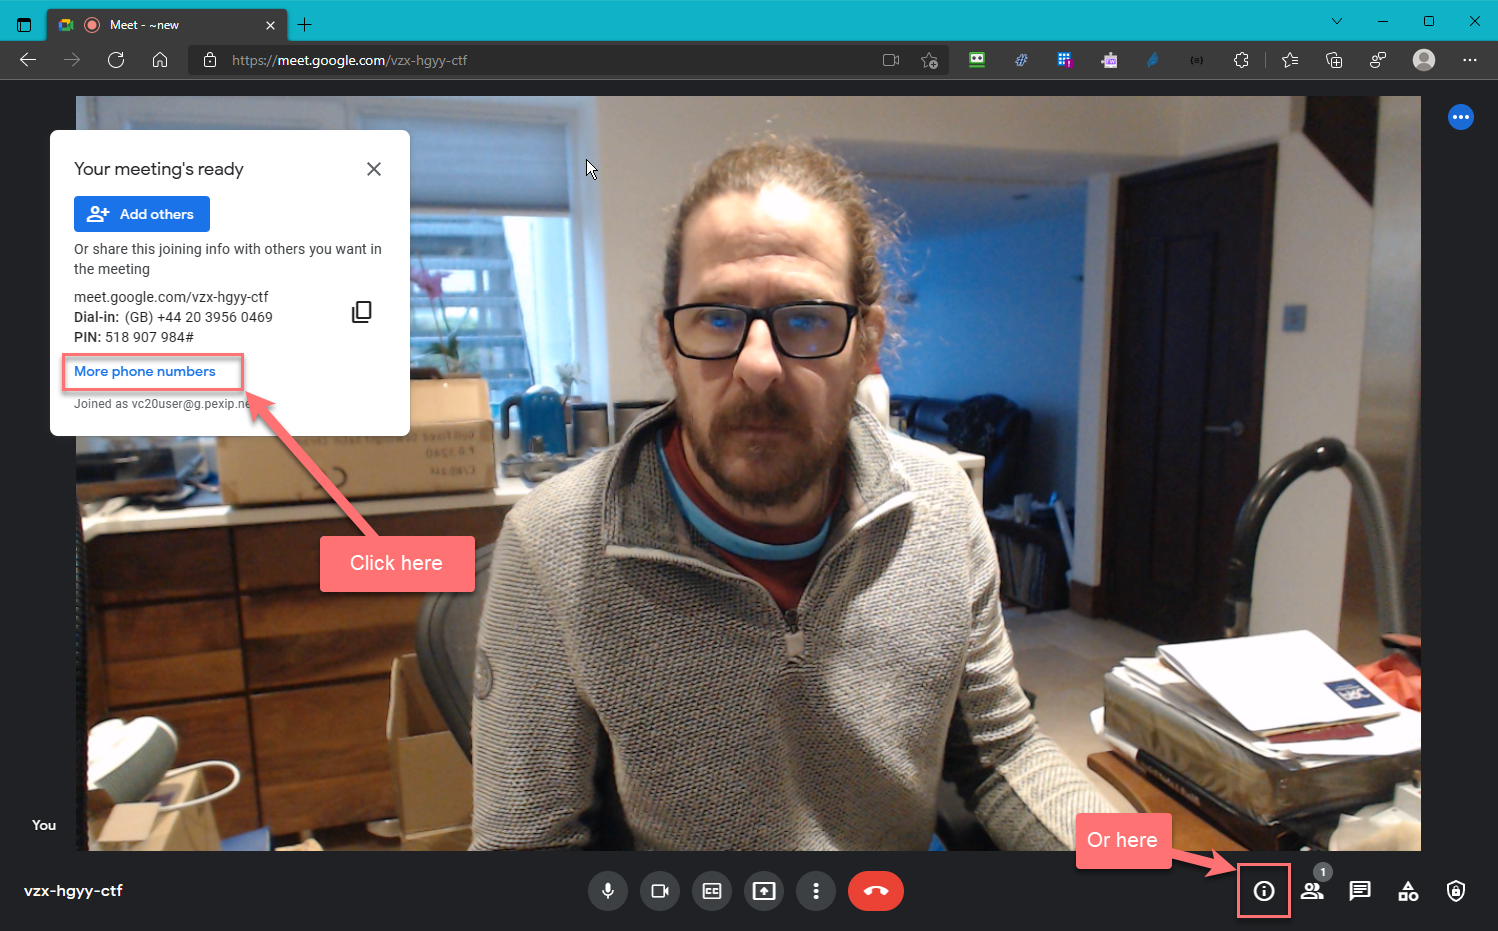 Meet - ~new
https://meet.google.com/vzx-hgyy-ctf
Your meeting's ready
Add others
Or share this joining info with others you want in
the meeting
meet.google.com/vzx-hgyy-ctf
Dial-in: (GB) +44 20 3956 0469
PIN: 518 907 984#
More phone numbers
Joined as vc20user@g.pexip.ne
Click here
You
Or here
vzx-hgyy-ctf
CC
1